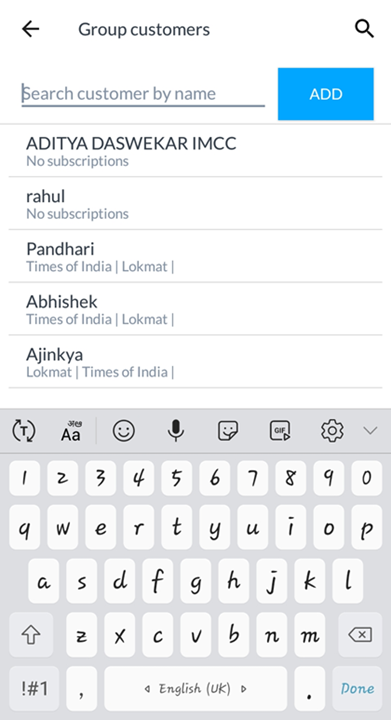 Group customers
Search customer by name
ADD
ADITYA DASWEKAR IMCC
No subscriptions
rahul
No subscriptions
Pandhari
Times of India | Lokmat |
Abhishek
Times of India | Lokmat |
Ajinkya
Lokmat | Times of India |
T अख Aa GIF
1 2 3 4 5 6 7 8 9 0
q w e r t y u i o p
a s d f g h j k l
z x c v b n m
!#1 , English (UK) . Done